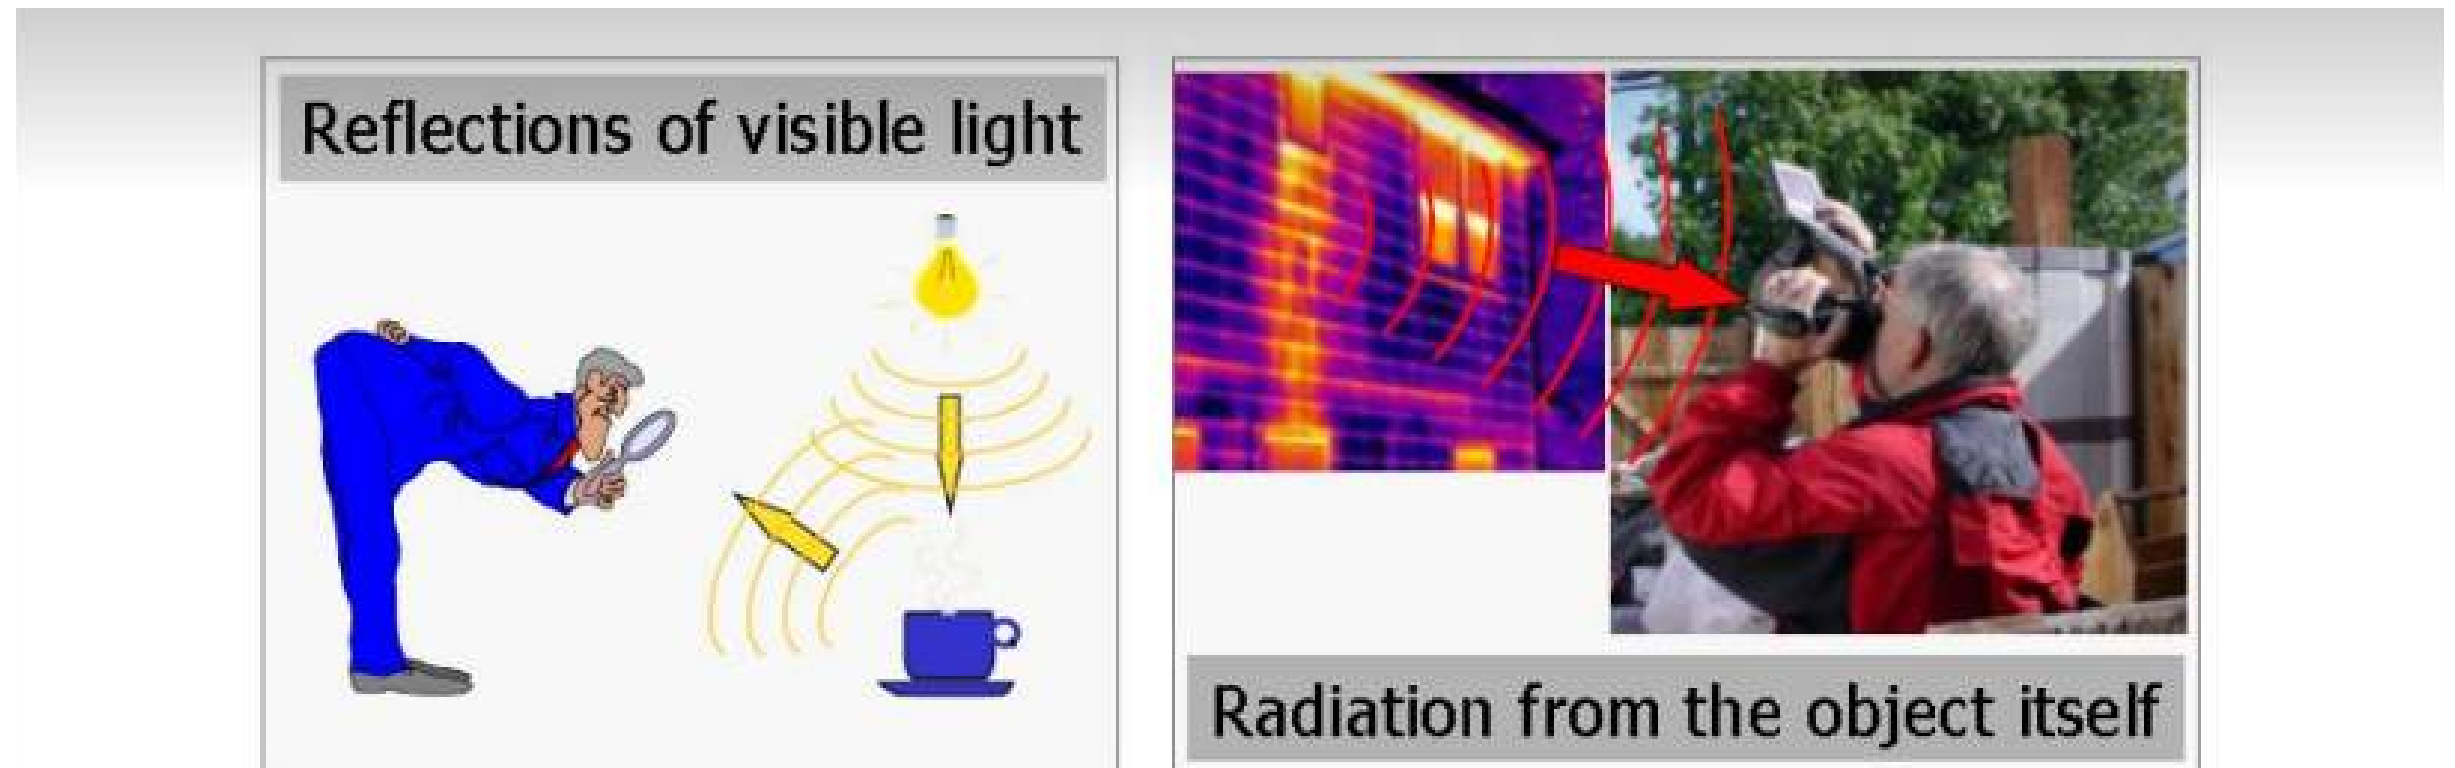 Reflections of visible light
Radiation from the object itself